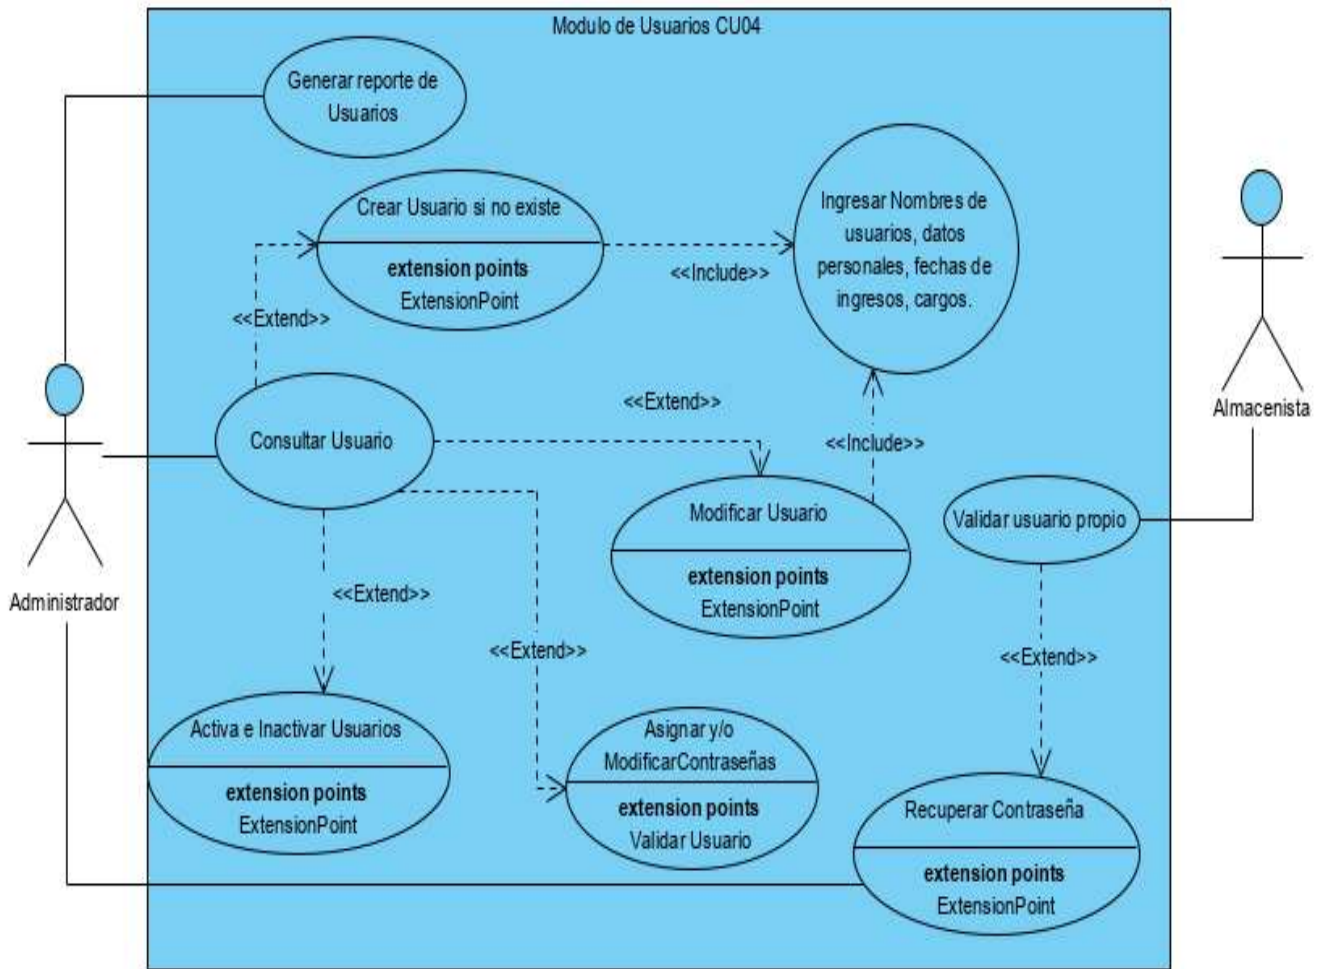 Modulo de Usuarios CU04
Generar reporte de
Usuarios
Crear Usuario si no existe
extension points
ExtensionPoint
<<Include>>
Ingresar Nombres de
usuarios, datos
personales, fechas de
ingresos, cargos.
<<Extend>>
Almacenista
Consultar Usuario
<<Extend>>
<<Include>>
Modificar Usuario
extension points
ExtensionPoint
Validar usuario propio
Administrador
<<Extend>>
<<Extend>>
<<Extend>>
Activa e Inactivar Usuarios
extension points
ExtensionPoint
Asignar y/o
ModificarContraseñas
extension points
Validar Usuario
Recuperar Contraseña
extension points
ExtensionPoint